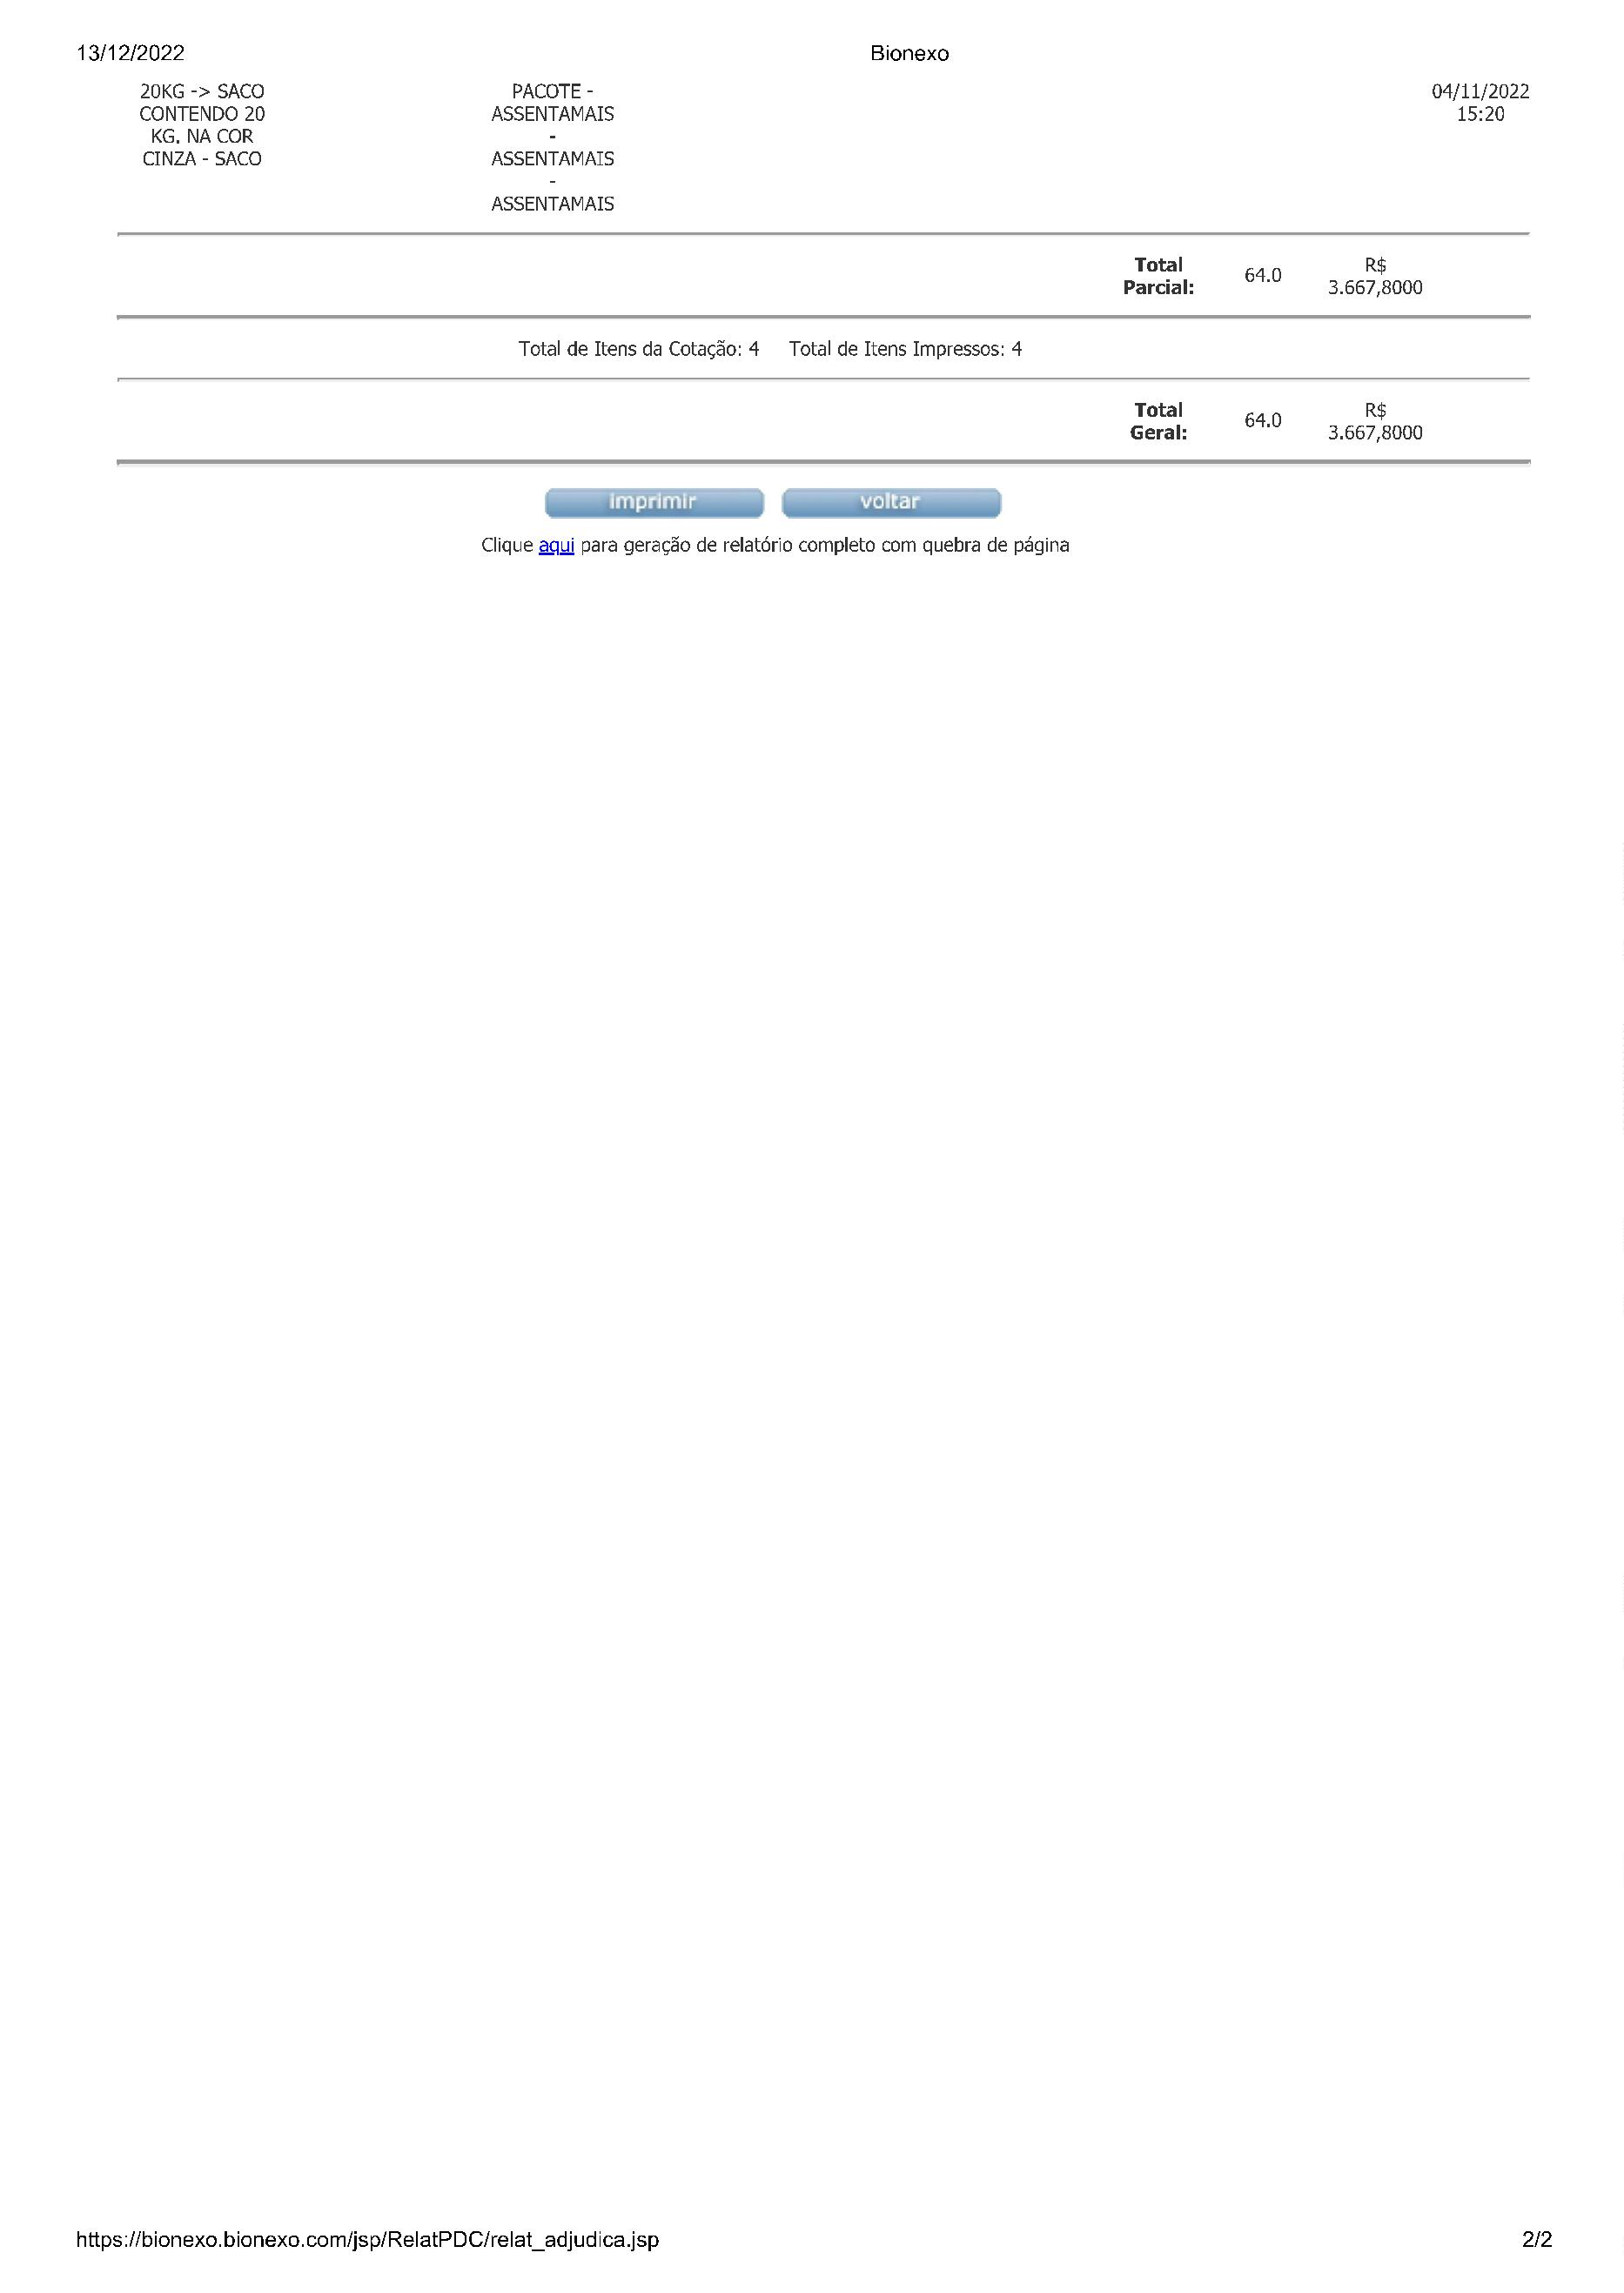 13/12/2022 Bionexo
20KG -> SACO PACOTE - 04/11/2022
CONTENDO 20 ASSENTAMAIS 15:20
KG. NA COR -
CINZA - SACO ASSENTAMAIS
-
ASSENTAMAIS
Total Parcial: 64.0 R$ 3.667,8000
Total de Itens da Cotação: 4 Total de Itens Impressos: 4
Total Geral: 64.0 R$ 3.667,8000
imprimir voltar
Clique aqui para geração de relatório completo com quebra de página
https://bionexo.bionexo.com/jsp/RelatPDC/relat_adjudica.jsp 2/2